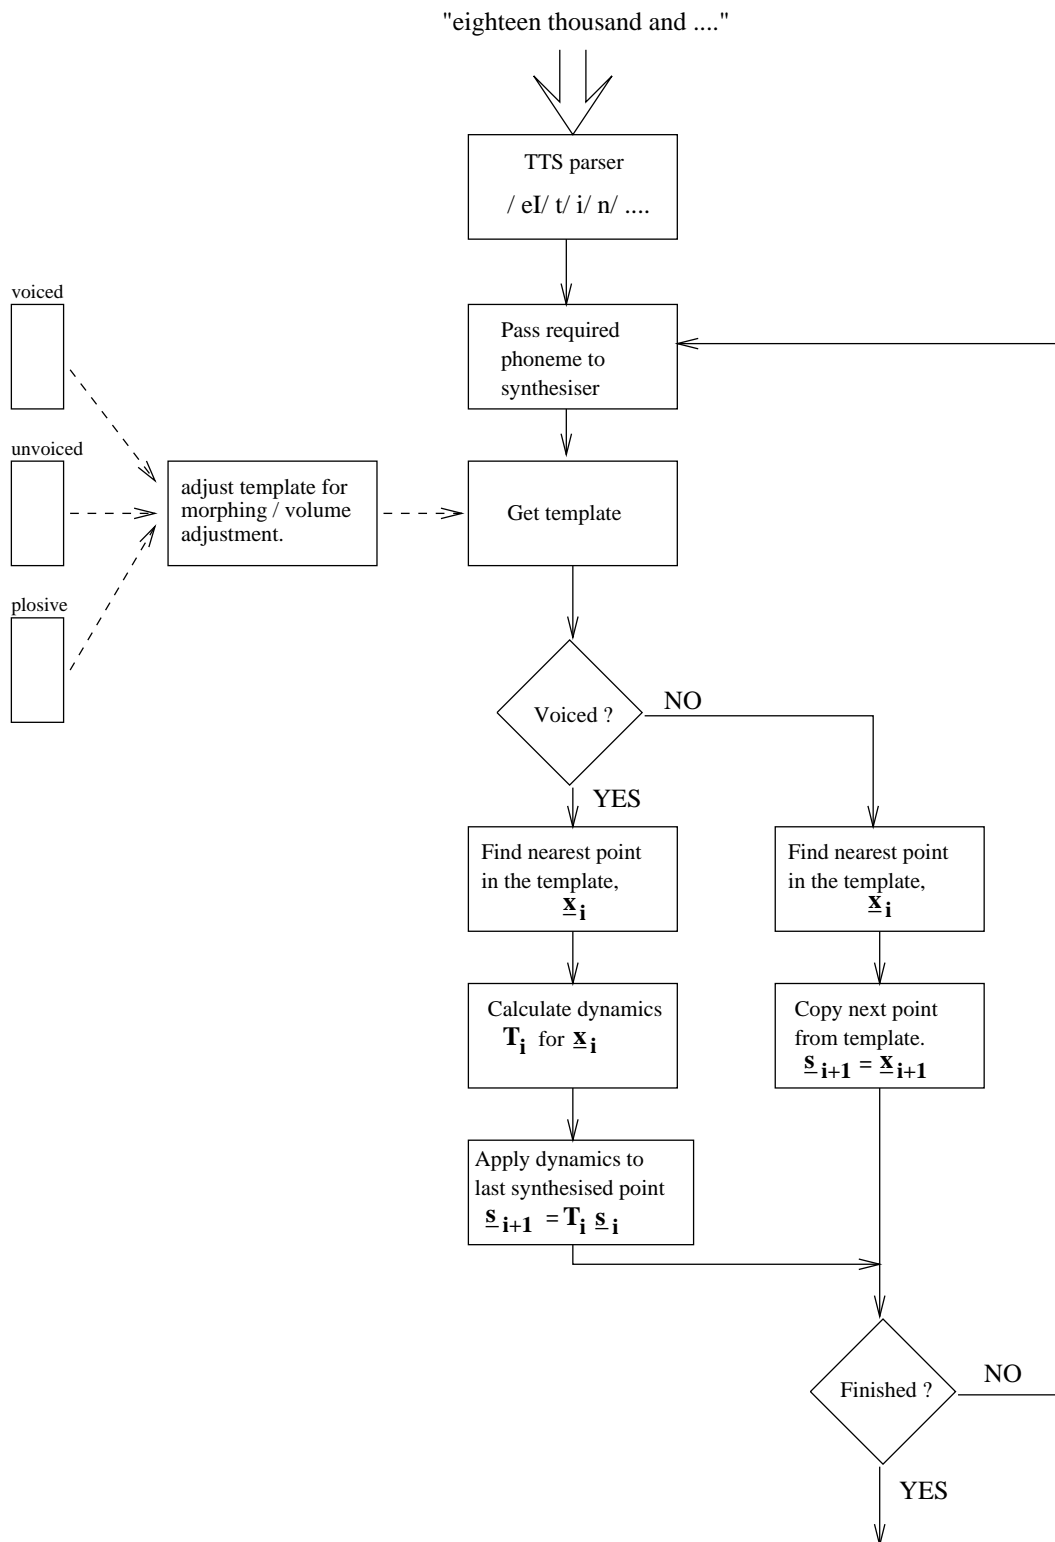 "eighteen thousand and ...."
TTS parser
/ eI/ t/ i/ n/ ....
voiced
Pass required
phoneme to
synthesiser
unvoiced
adjust template for
morphing / volume
adjustment.
Get template
plosive
Voiced ?
NO
YES
Find nearest point
in the template,
x i
Find nearest point
in the template,
x i
Calculate dynamics
T i for x i
Copy next point
from template.
s i+1 = x i+1
Apply dynamics to
last synthesised point
s i+1 = T i s i
Finished ?
NO
YES